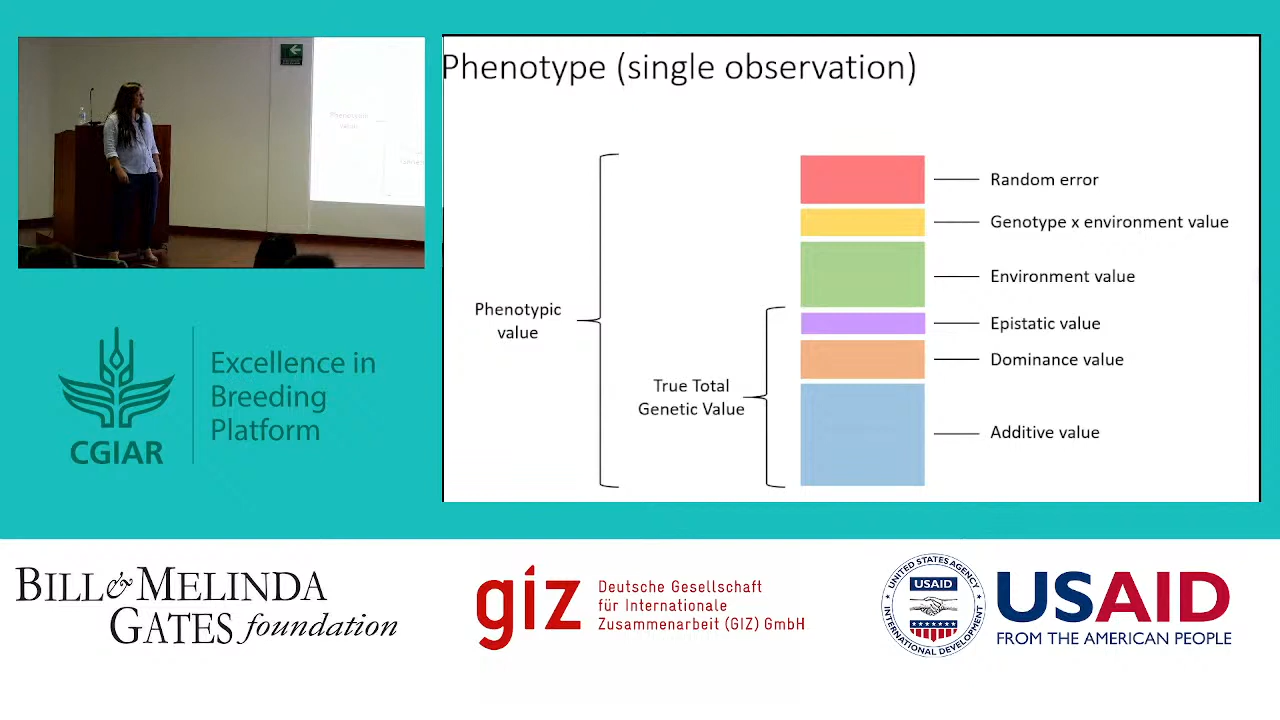 Phenotype (single observation)
Phenotypic
value
Random error
Genotype x environment value
Environment value
Phenotypic
value
Epistatic value
Dominance value
True Total
Genetic Value
Additive value
Excellence in
Breeding
Platform
CGIAR
BILL & MELINDA
GATES foundation
giz
Deutsche Gesellschaft
für Internationale
Zusammenarbeit (GIZ) GmbH
UNITED STATES AGENCY
USAID
INTERNATIONAL DEVELOPMENT
USAID
FROM THE AMERICAN PEOPLE